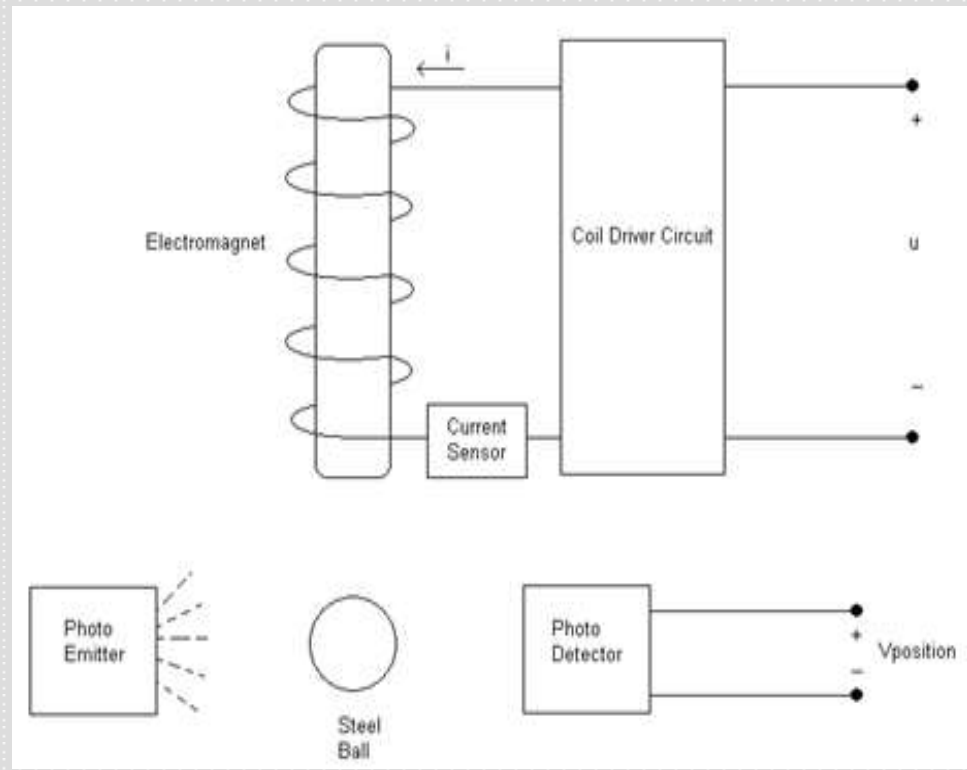 i
+
Electromagnet
Coil Driver Circuit
u
–
Current
Sensor
Photo
Emitter
Photo
Detector
+
–
Vposition
Steel
Ball